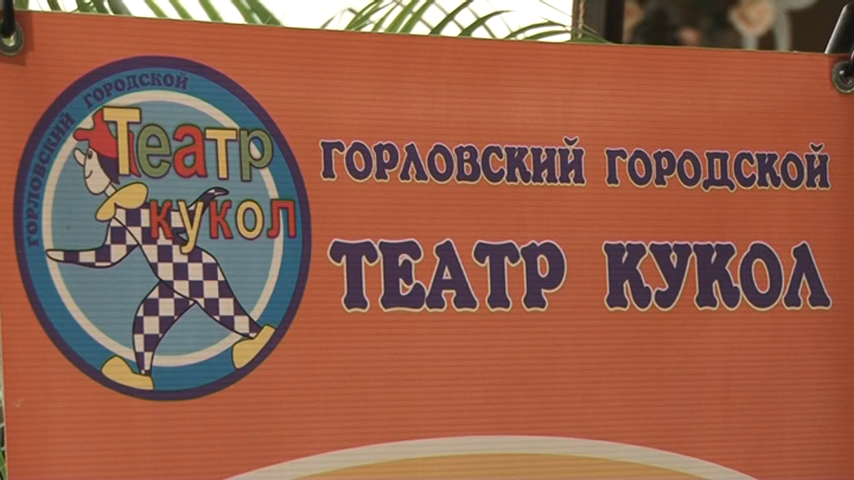 ГОРЛОВСКИЙ ГОРОДСКОЙ
Театр
кукол
ГОРЛОВСКИЙ ГОРОДСКОЙ
ТЕАТР КУКОЛ